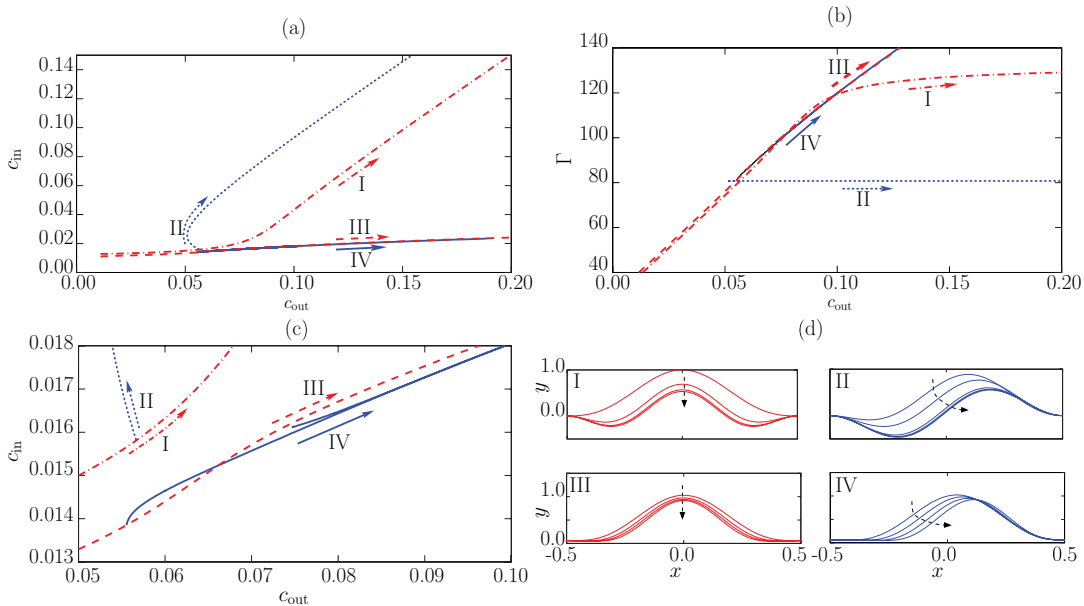 (a)
0.14
0.12
0.10
0.08
0.06
0.04
0.02
0.00
c_in
0.00 0.05 0.10 0.15 0.20
c_out
II
I
III
IV
(b)
140
120
100
80
60
40
Γ
0.00 0.05 0.10 0.15 0.20
c_out
III
I
IV
II
(c)
0.018
0.017
0.016
0.015
0.014
0.013
c_in
0.05 0.06 0.07 0.08 0.09 0.10
c_out
II
I
III
IV
(d)
y
1.0
0.0
I
II
y
1.0
0.0
III
IV
-0.5 0.0 0.5
x
-0.5 0.0 0.5
x